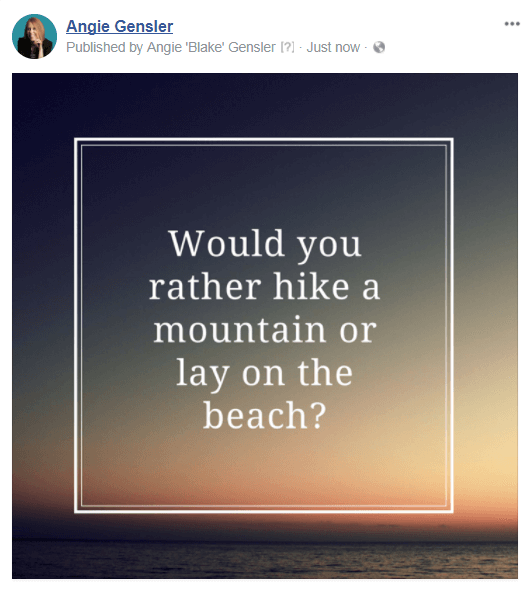 Angie Gensler
Published by Angie 'Blake' Gensler [?] · Just now ·
Would you
rather hike a
mountain or
lay on the
beach?